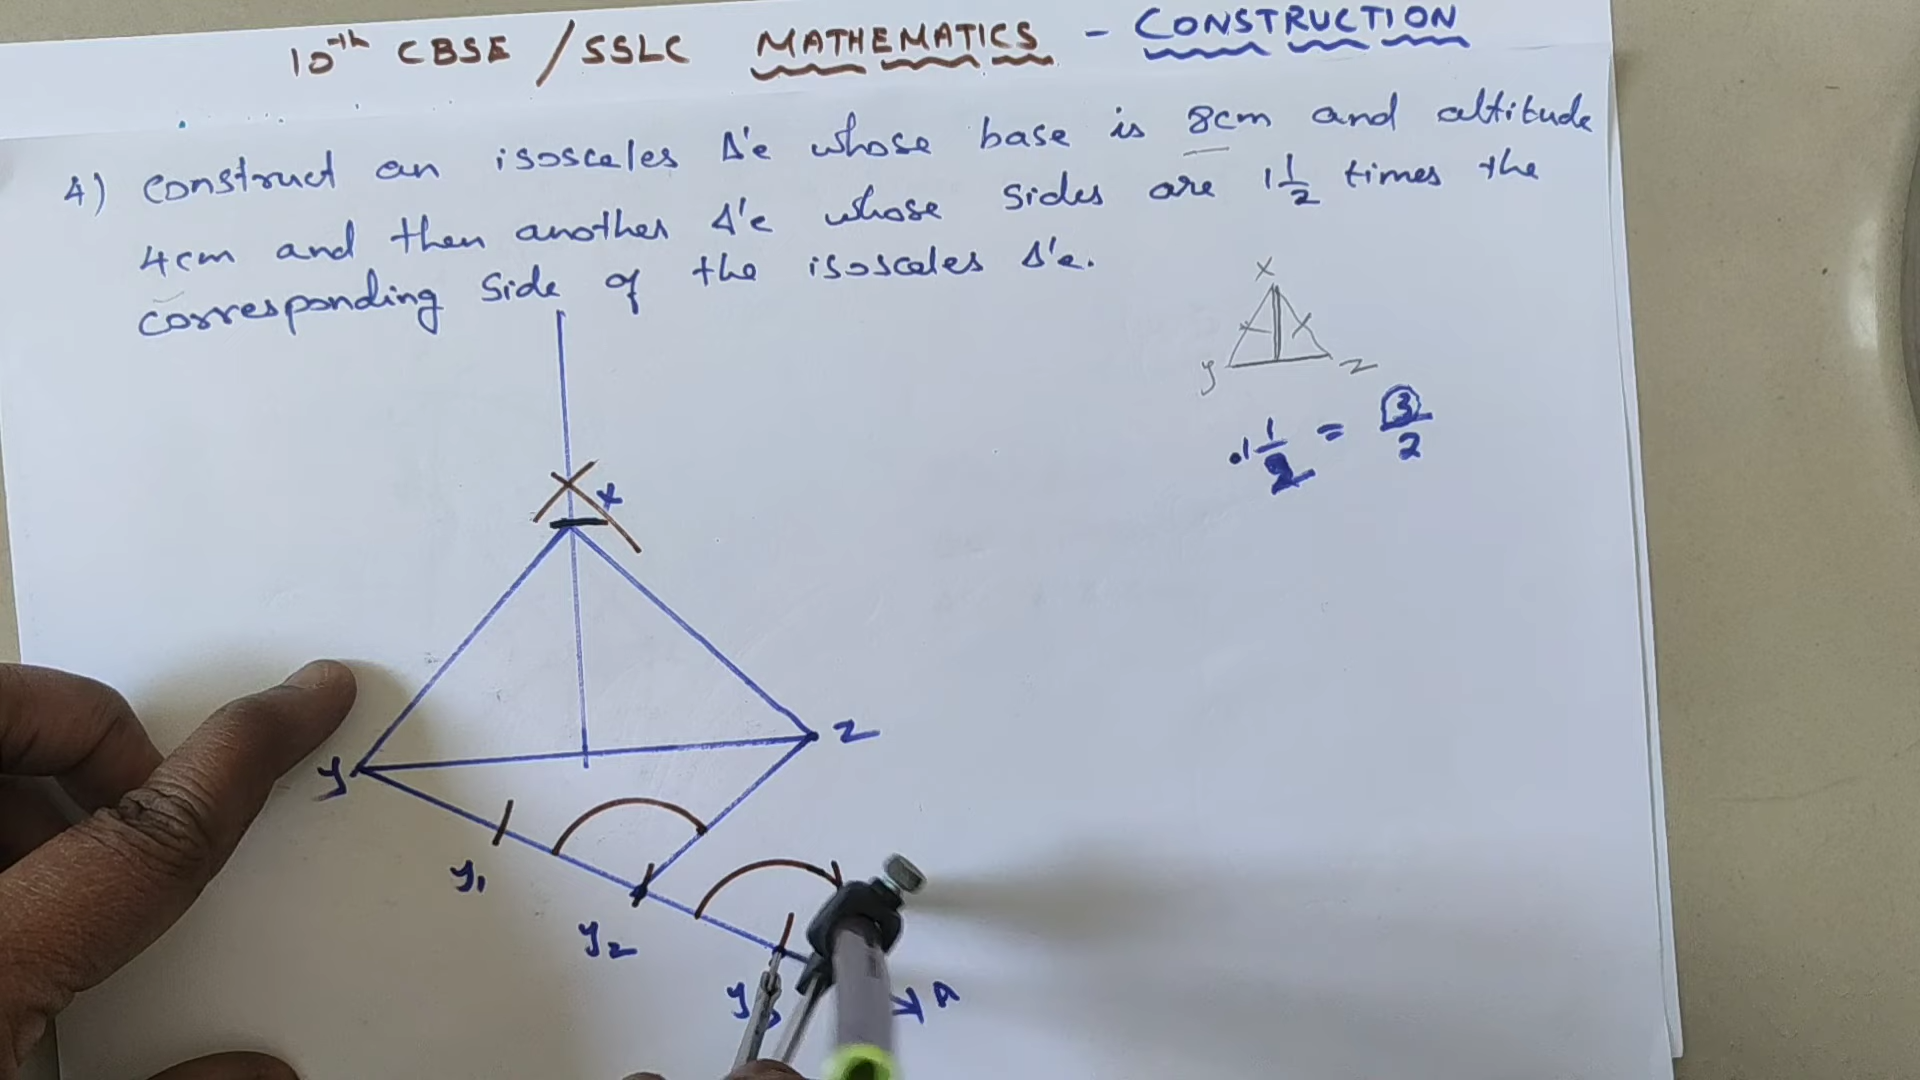 10th CBSE / SSLC MATHEMATICS - CONSTRUCTION
4) Construct an isosceles Δ'e whose base is 8cm and altitude
4cm and then another Δ'e whose sides are 1 1/2 times the
corresponding side of the isosceles Δ'e.
X
y z
1 1/2 = 3/2
X
y z
y1
y2
y3 A